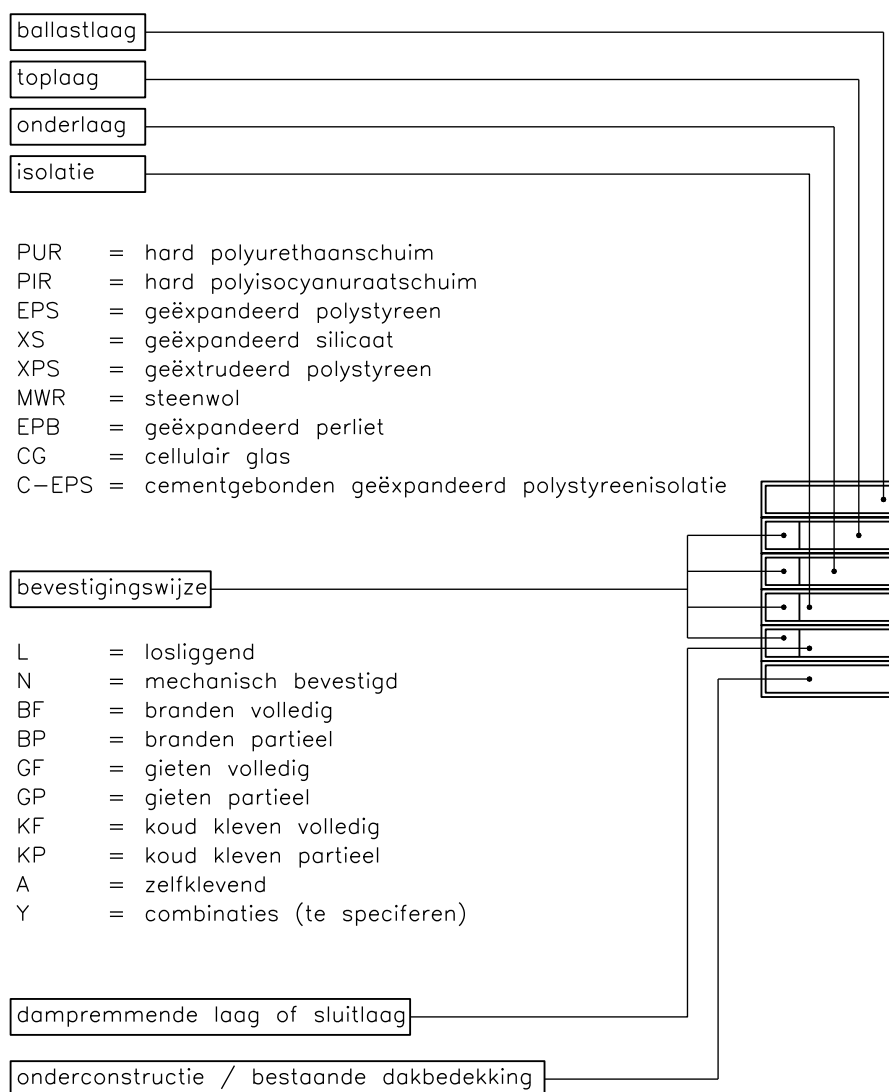 ballastlaag
toplaag
onderlaag
isolatie
PUR = hard polyurethaanschuim
PIR = hard polyisocyanuraatschuim
EPS = geëxpandeerd polystyreen
XS = geëxpandeerd silicaat
XPS = geëxtrudeerd polystyreen
MWR = steenwol
EPB = geëxpandeerd perliet
CG = cellulair glas
C-EPS = cementgebonden geëxpandeerd polystyreenisolatie
bevestigingswijze
L = losliggend
N = mechanisch bevestigd
BF = branden volledig
BP = branden partieel
GF = gieten volledig
GP = gieten partieel
KF = koud kleven volledig
KP = koud kleven partieel
A = zelfklevend
Y = combinaties (te speciferen)
dampremmende laag of sluitlaag
onderconstructie / bestaande dakbedekking